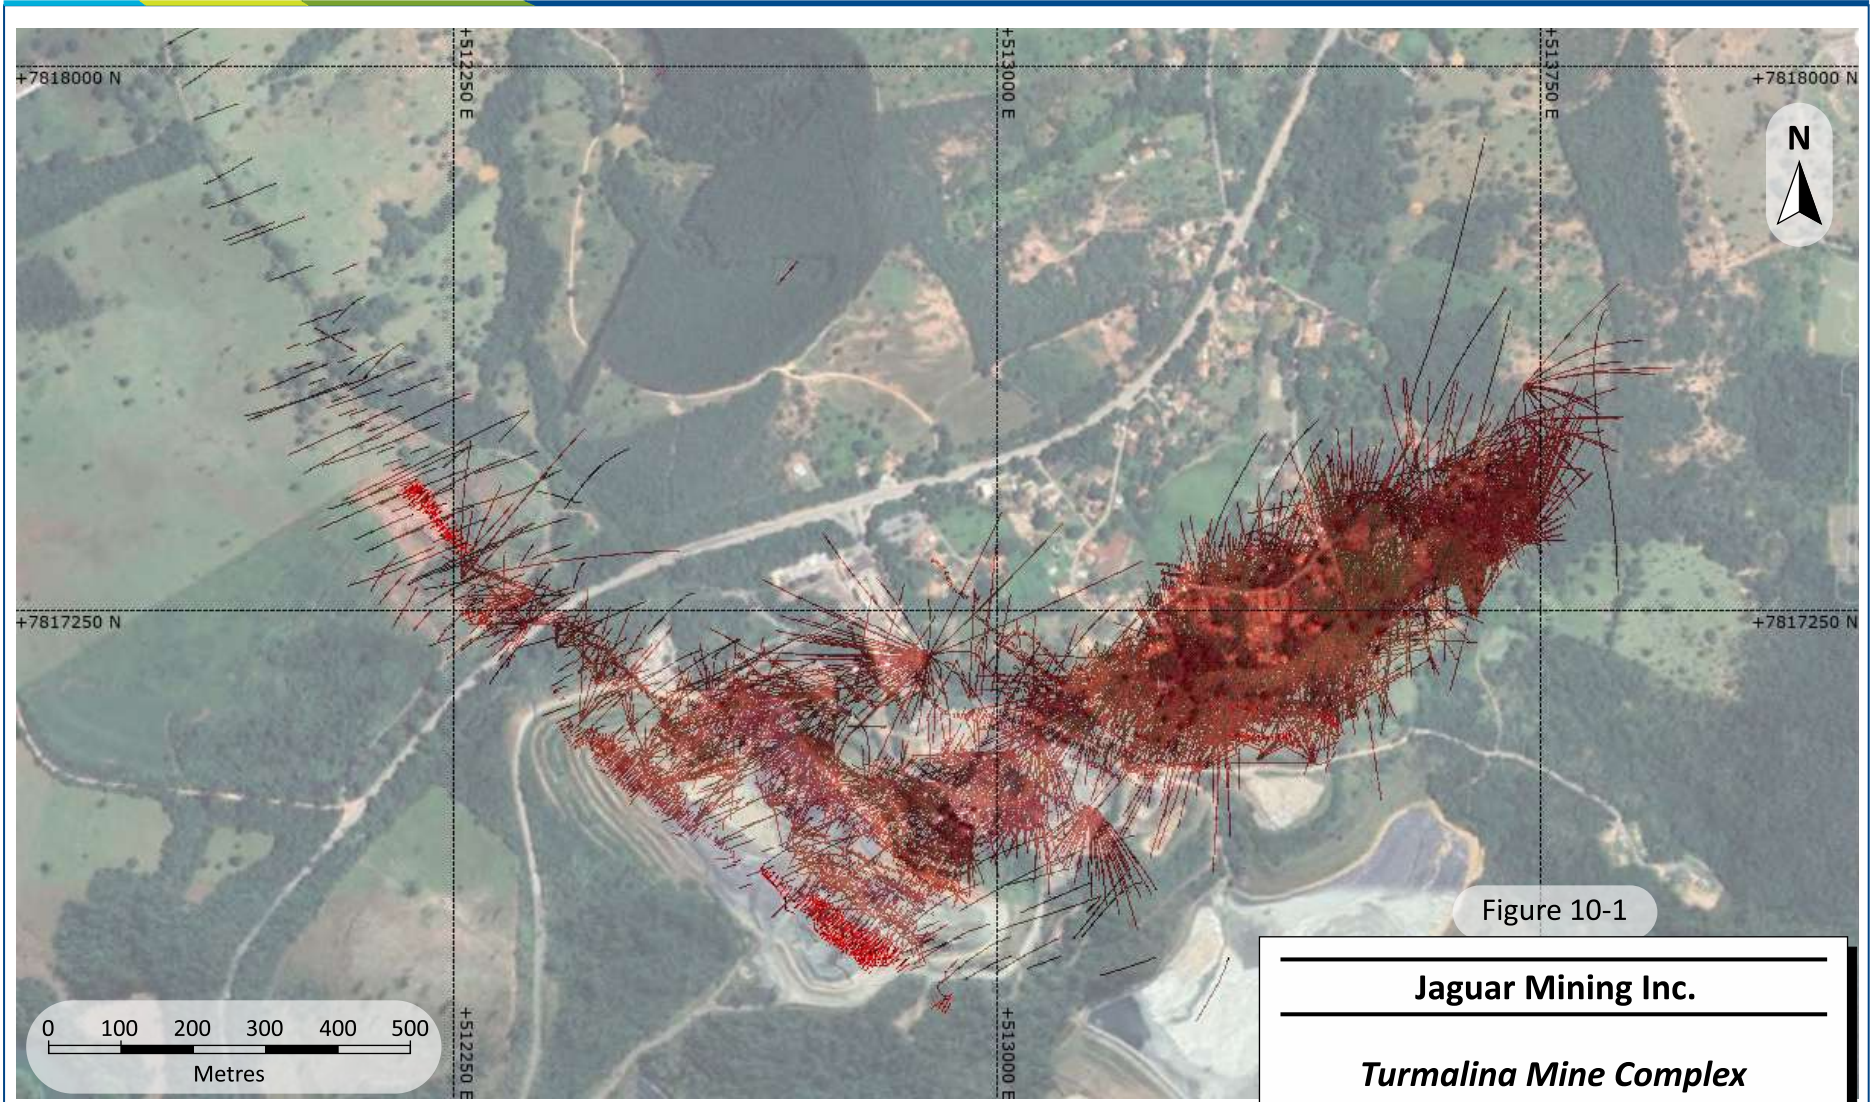 +512250 E
+513000 E
+513750 E
+7818000 N
+7818000 N
N
+7817250 N
+7817250 N
Figure 10-1
Jaguar Mining Inc.
Turmalina Mine Complex
0 100 200 300 400 500
Metres
+512250 E
+513000 E